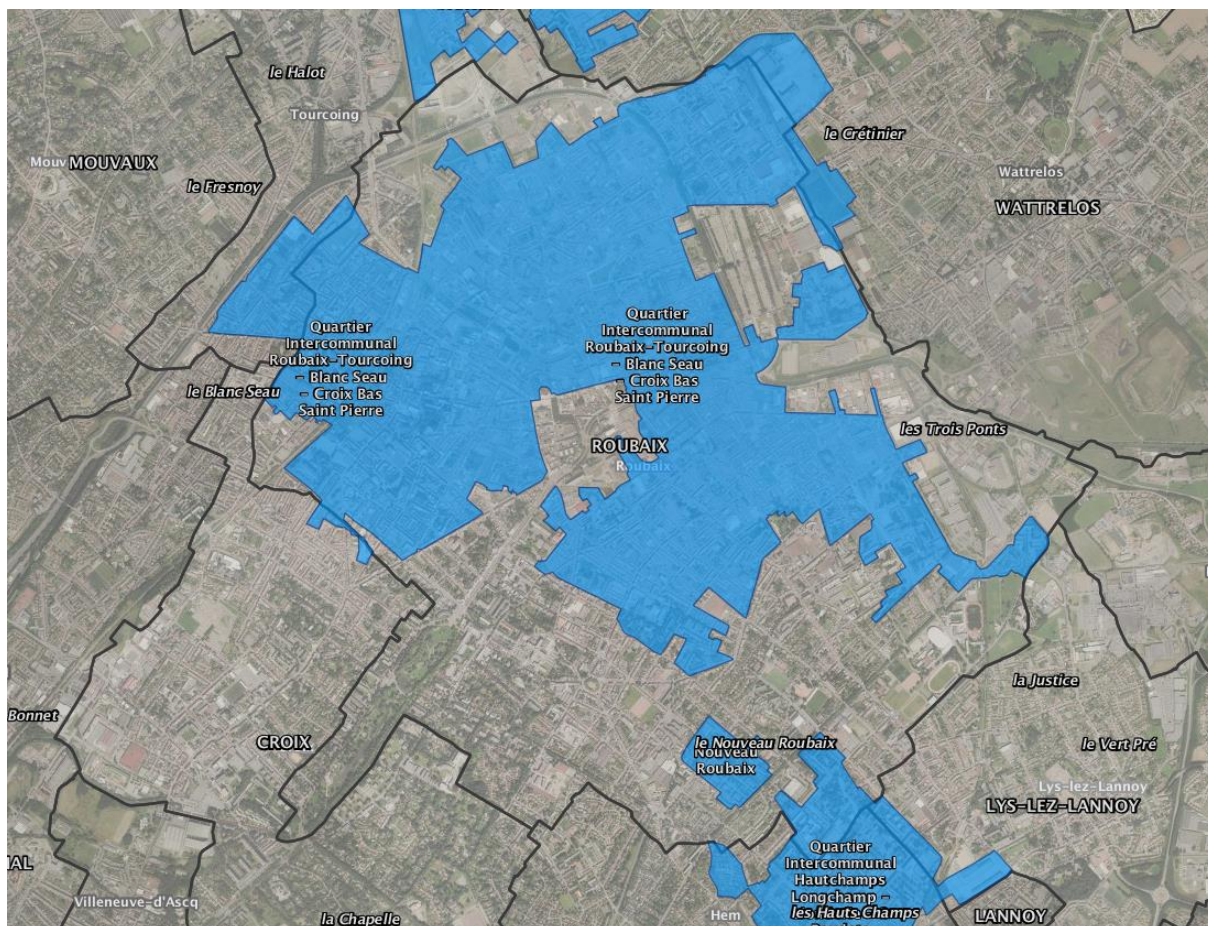 le Halot
Tourcoing
le Crétinier
Mouv
MOUVAUX
Wattrelos
le Fresnoy
WATTRELOS
Quartier
Intercommunal
Roubaix-Tourcoing
- Blanc Seau
- Croix Bas
Saint Pierre
Quartier
Intercommunal
Roubaix-Tourcoing
- Blanc Seau
Croix Bas
Saint Pierre
le Blanc Seau
les Trois Ponts
ROUBAIX
Roubaix
la Justice
Bonnet
CROIX
le Nouveau Roubaix
Nouveau
Roubaix
le Vert Pré
Lys-lez-Lannoy
LYS-LEZ-LANNOY
Quartier
Intercommunal
Hautchamps
Longchamp -
les Hauts Champs
AL
Villeneuve-d'Ascq
la Chapelle
Hem
LANNOY